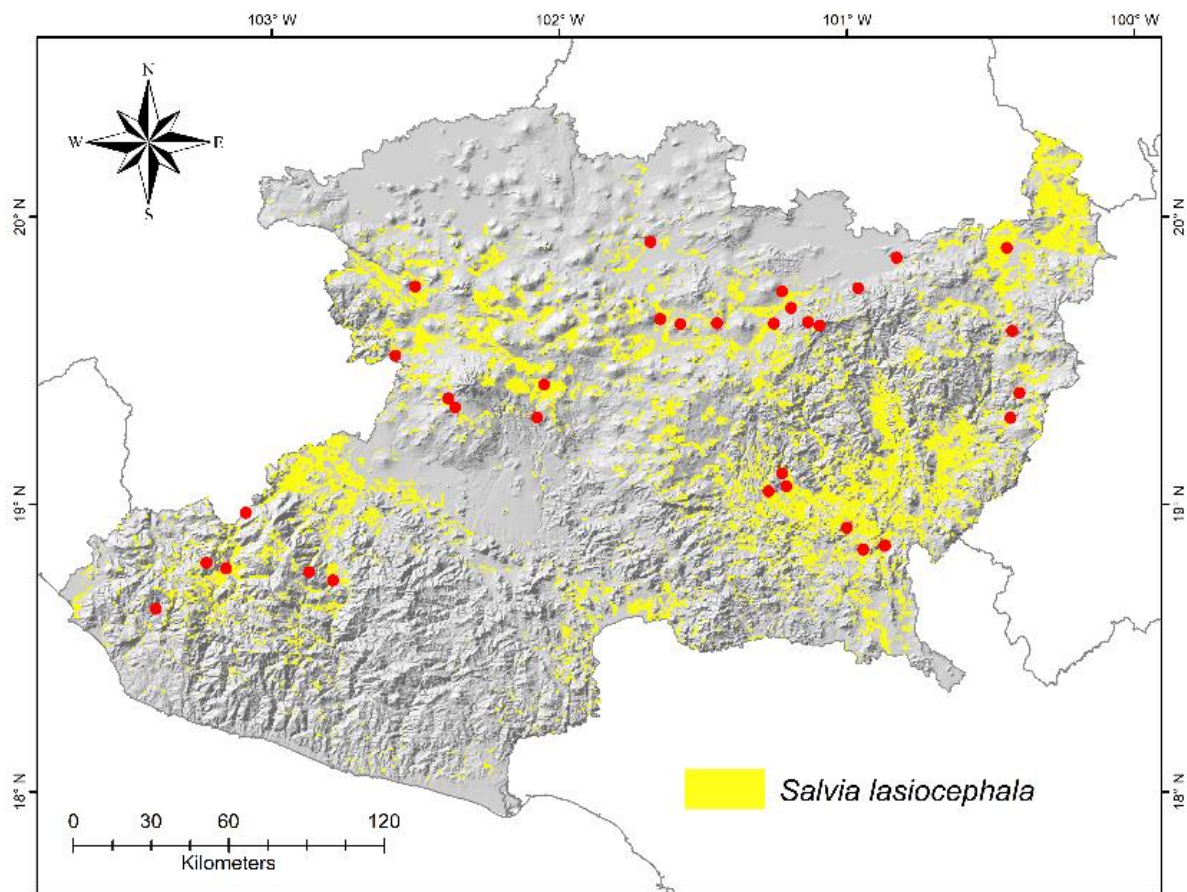 103° W 102° W 101° W 100° W
N
W E
S
20° N 20° N
19° N 19° N
18° N 18° N
Salvia lasiocephala
0 30 60 120
Kilometers